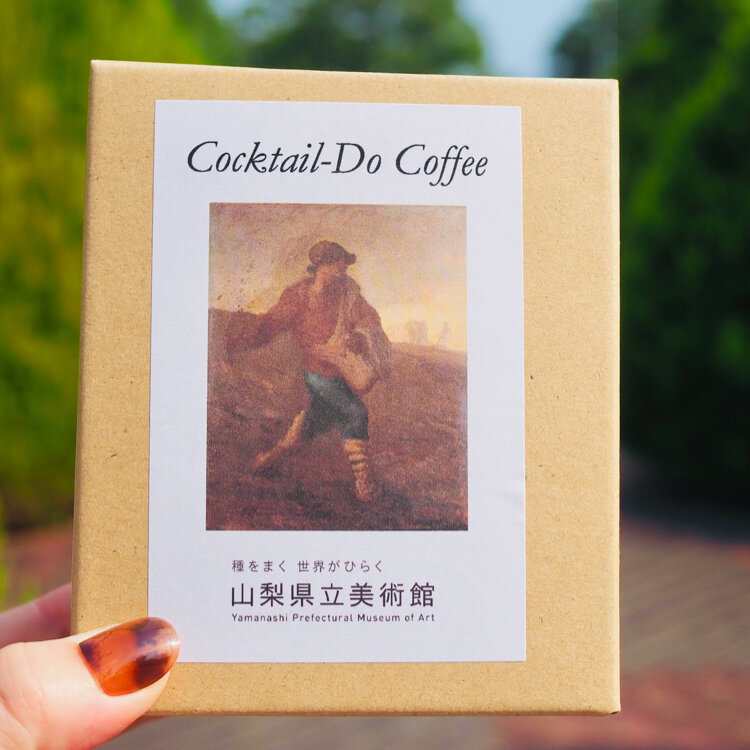 Cocktail-Do Coffee
種をまく 世界がひらく
山梨県立美術館
Yamanashi Prefectural Museum of Art